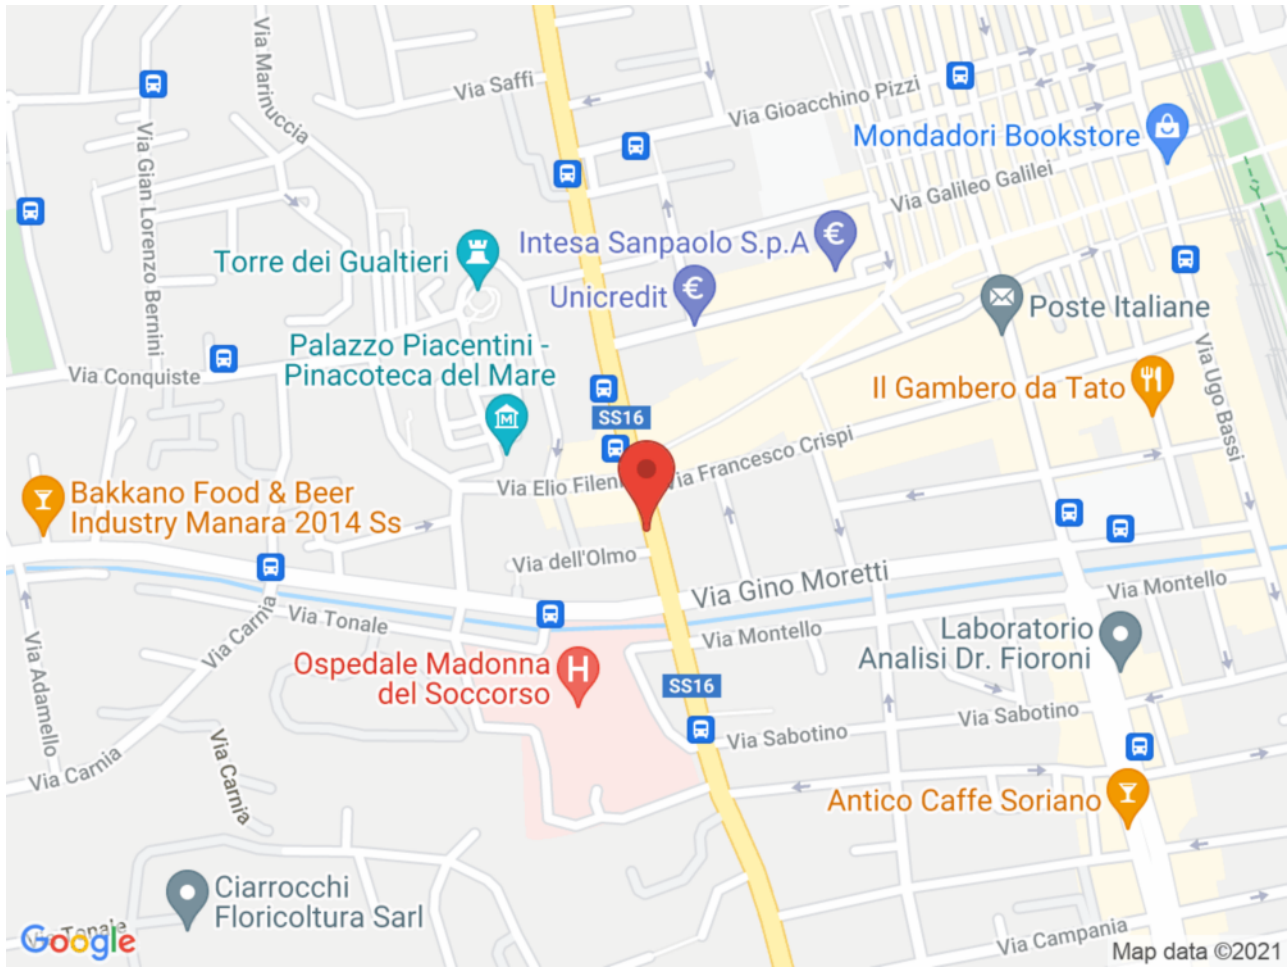 Via Marinuccia
Via Saffi
Via Gioacchino Pizzi
Mondadori Bookstore
Via Gian Lorenzo Bernini
Via Galileo Galilei
Intesa Sanpaolo S.p.A
Torre dei Gualtieri
Unicredit
Poste Italiane
Palazzo Piacentini -
Pinacoteca del Mare
Via Conquiste
Il Gambero da Tato
Via Ugo Bassi
SS16
Via Francesco Crispi
Via Elio Fileni
Bakkano Food & Beer
Industry Manara 2014 Ss
Via dell'Olmo
Via Gino Moretti
Via Montello
Via Tonale
Via Carnia
Via Montello
Laboratorio
Analisi Dr. Fioroni
Ospedale Madonna
del Soccorso
H
SS16
Via Adamello
Via Sabotino
Via Sabotino
Via Carnia
Via Carnia
Antico Caffe Soriano
Ciarrocchi
Floricoltura Sarl
Via Tonale
Google
Via Campania
Map data ©2021